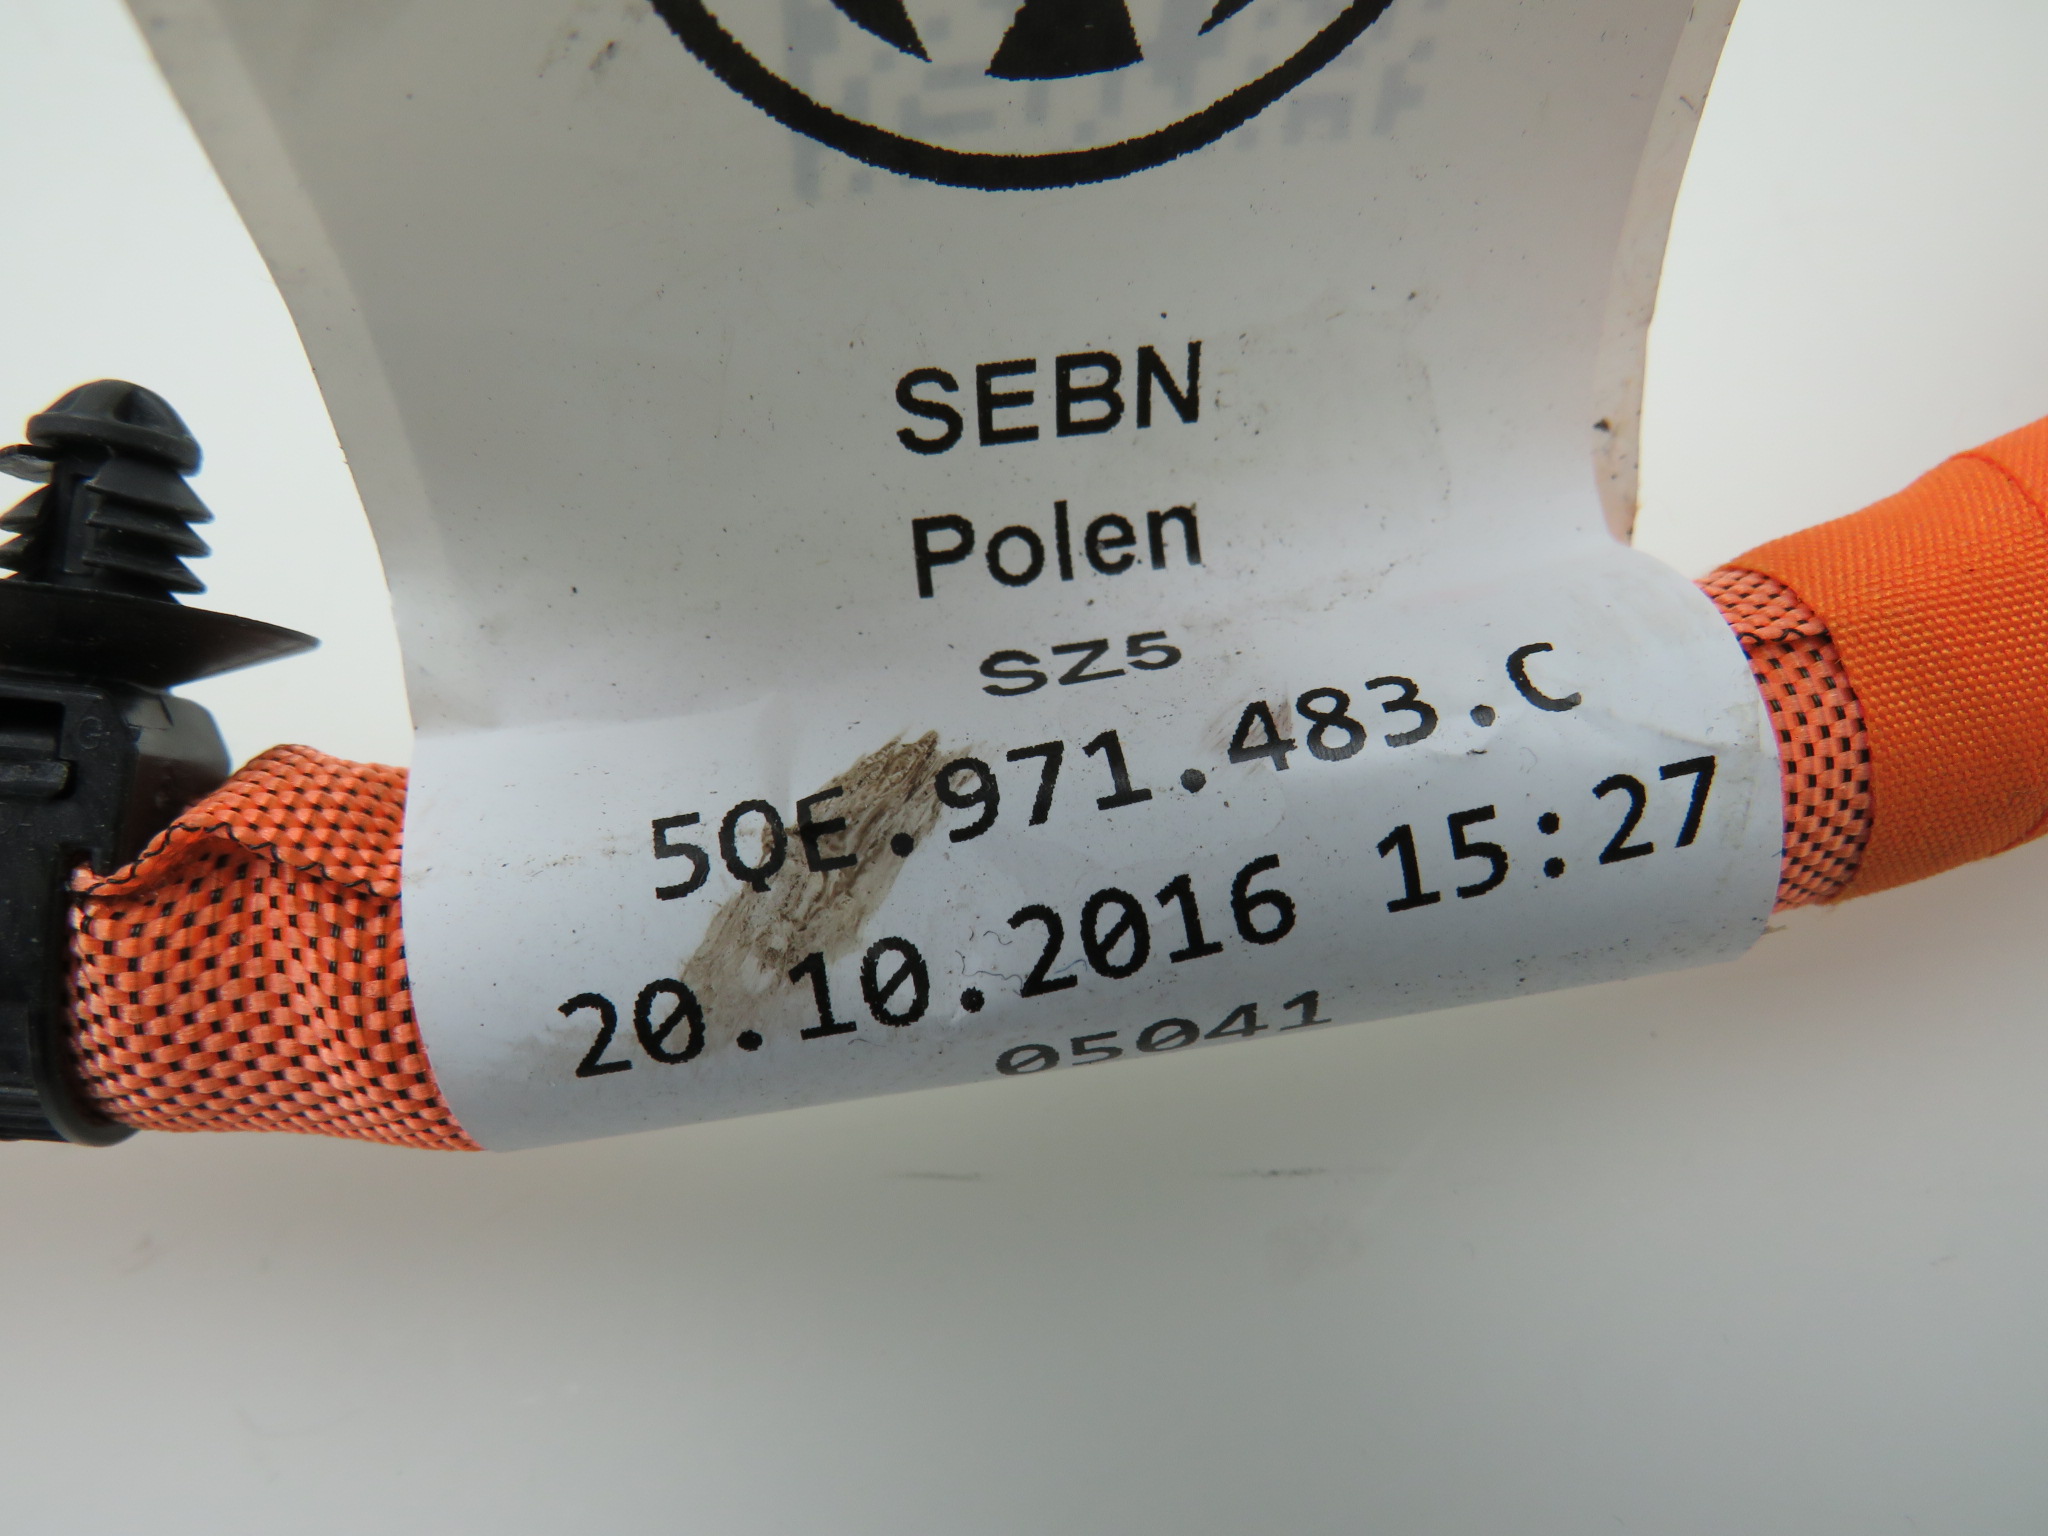 SEBN
Polen
SZ5
5QE.971.483.C
20.10.2016 15:27
05041